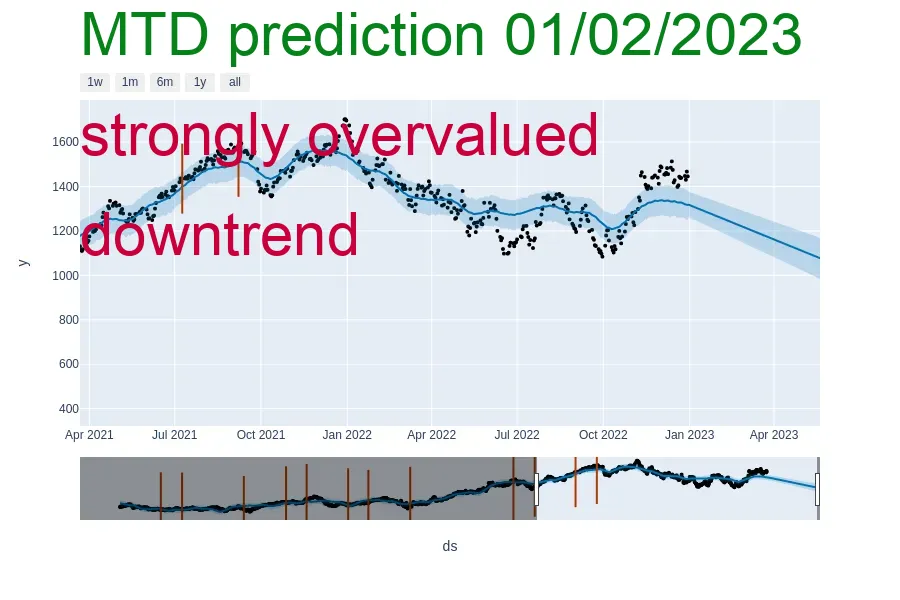 MTD prediction 01/02/2023
1w 1m 6m 1y all
strongly overvalued
downtrend
1600
1400
1200
1000
800
600
400
y
Apr 2021 Jul 2021 Oct 2021 Jan 2022 Apr 2022 Jul 2022 Oct 2022 Jan 2023 Apr 2023
ds